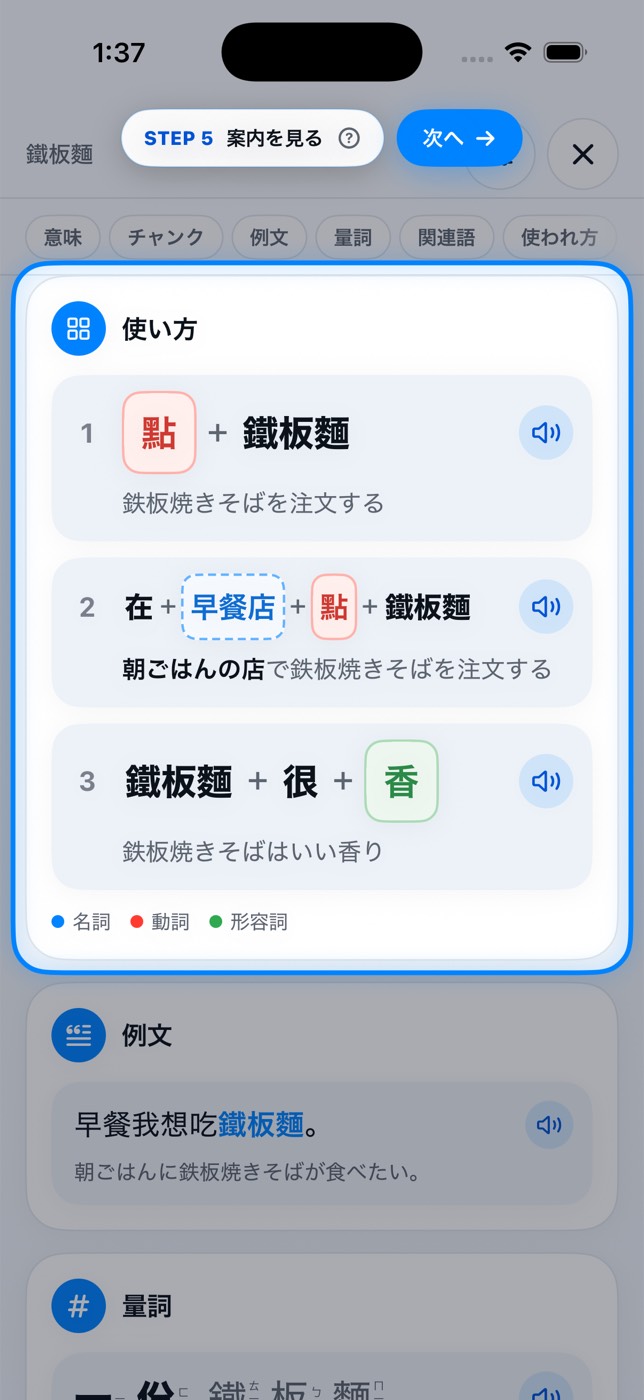 1:37
鐵板麵
STEP 5 案内を見る ?
次へ →
意味 チャンク 例文 量詞 関連語 使われ方
使い方
1 點 + 鐵板麵
鉄板焼きそばを注文する
2 在 + 早餐店 + 點 + 鐵板麵
朝ごはんの店で鉄板焼きそばを注文する
3 鐵板麵 + 很 + 香
鉄板焼きそばはいい香り
名詞 動詞 形容詞
例文
早餐我想吃鐵板麵。
朝ごはんに鉄板焼きそばが食べたい。
# 量詞
一份鐵板麵